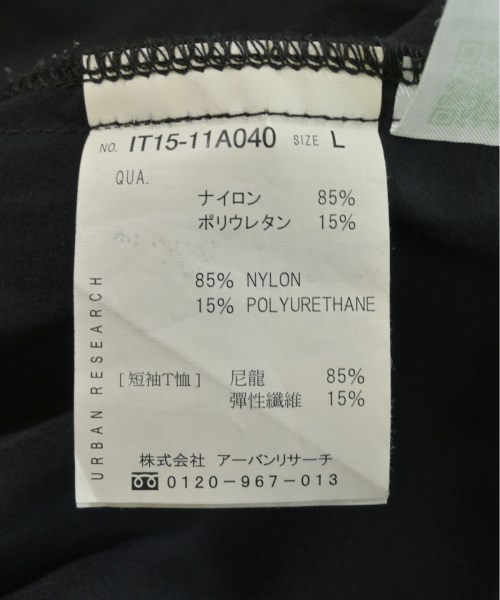 NO. IT15-11A040 SIZE L
QUA.
ナイロン 85%
ポリウレタン 15%
85% NYLON
15% POLYURETHANE
[短袖T恤] 尼龍 85%
彈性纖維 15%
URBAN RESEARCH
株式会社 アーバンリサーチ
0120-967-013